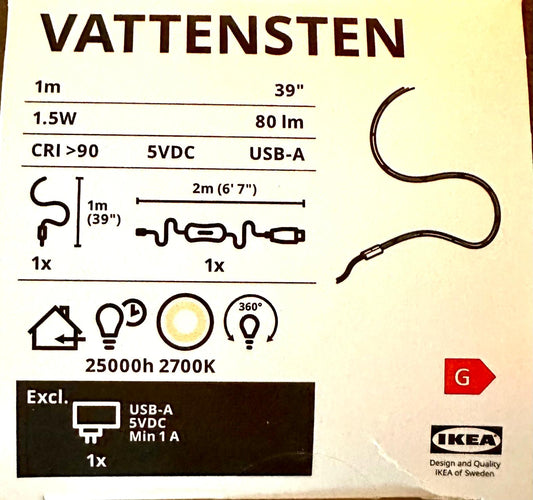 VATTENSTEN
1m 39"
1.5W 80 lm
CRI >90 5VDC USB-A
1m
(39")
2m (6' 7")
1x 1x
360°
25000h 2700K
Excl.
USB-A
5VDC
Min 1 A
1x
G
IKEA
Design and Quality
IKEA of Sweden